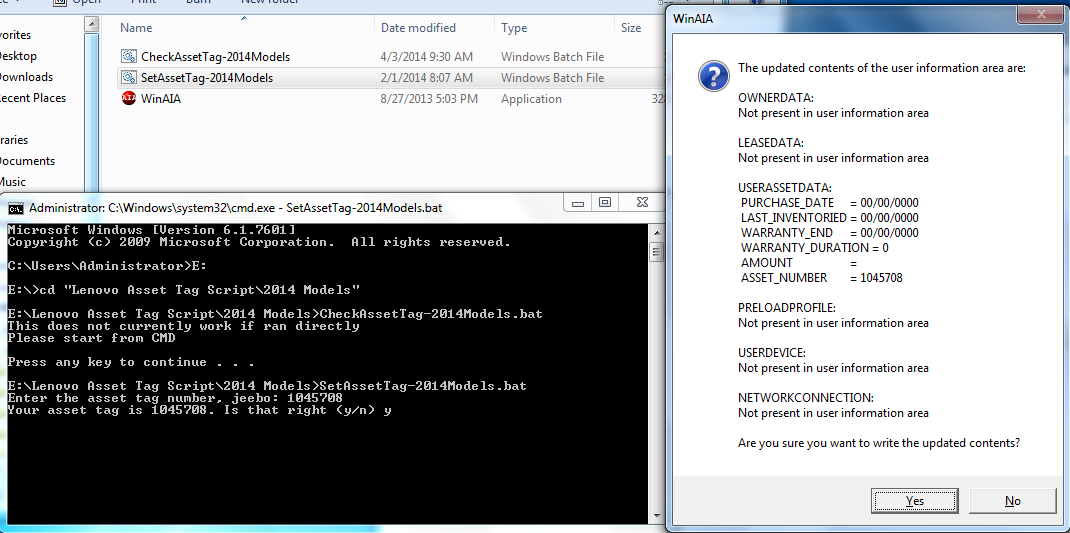 Open
Print
Burn
New folder
Name Date modified Type Size
CheckAssetTag-2014Models 4/3/2014 9:30 AM Windows Batch File
SetAssetTag-2014Models 2/1/2014 8:07 AM Windows Batch File
WinAIA 8/27/2013 5:03 PM Application
Places
Music
Administrator: C:\Windows\system32\cmd.exe - SetAssetTag-2014Models.bat
Microsoft Windows [Version 6.1.7601]
Copyright (c) 2009 Microsoft Corporation. All rights reserved.
C:\Users\Administrator>E:
E:\>cd "Lenovo Asset Tag Script\2014 Models"
E:\Lenovo Asset Tag Script\2014 Models>CheckAssetTag-2014Models.bat
This does not currently work if ran directly
Please start from CMD
Press any key to continue . . .
E:\Lenovo Asset Tag Script\2014 Models>SetAssetTag-2014Models.bat
Enter the asset tag number, jeebo: 1045708
Your asset tag is 1045708. Is that right (y/n) y
WinAIA
The updated contents of the user information area are:
OWNERDATA:
Not present in user information area
LEASEDATA:
Not present in user information area
USERASSETDATA:
PURCHASE_DATE = 00/00/0000
LAST_INVENTORIED = 00/00/0000
WARRANTY_END = 00/00/0000
WARRANTY_DURATION = 0
AMOUNT =
ASSET_NUMBER = 1045708
PRELOADPROFILE:
Not present in user information area
USERDEVICE:
Not present in user information area
NETWORKCONNECTION:
Not present in user information area
Are you sure you want to write the updated contents?
Yes No